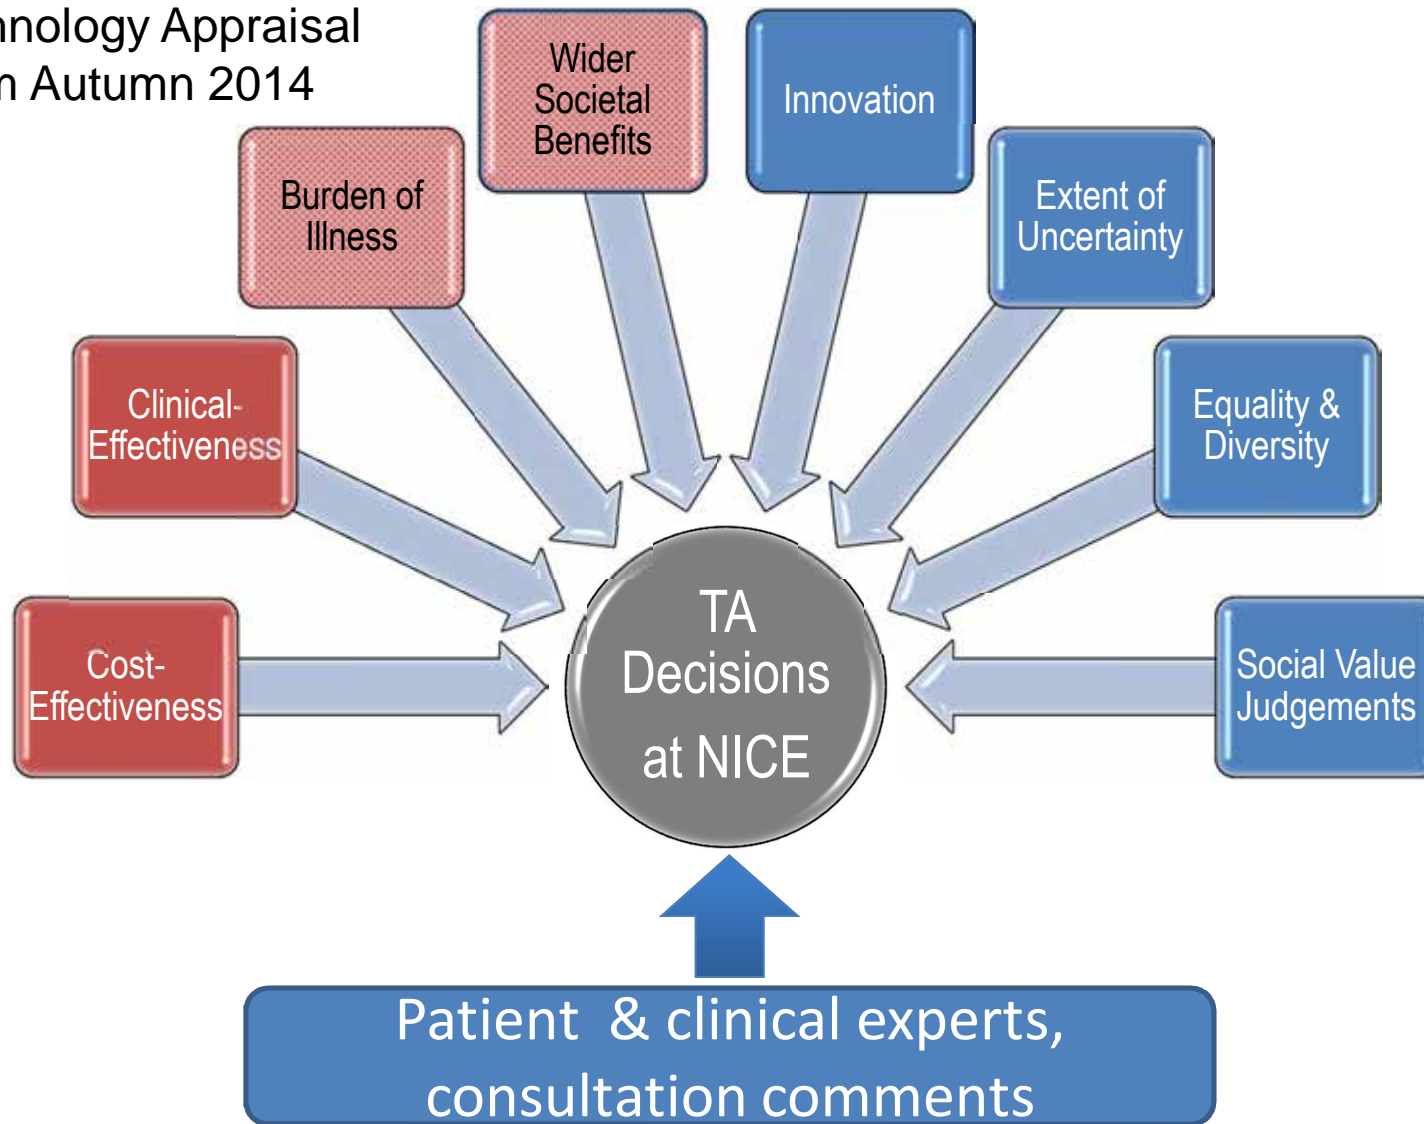 hnology Appraisal
m Autumn 2014
Wider
Societal
Benefits
Innovation
Burden of
Illness
Extent of
Uncertainty
Clinical-
Effectiveness
Equality &
Diversity
Cost-
Effectiveness
TA
Decisions
at NICE
Social Value
Judgements
Patient & clinical experts,
consultation comments